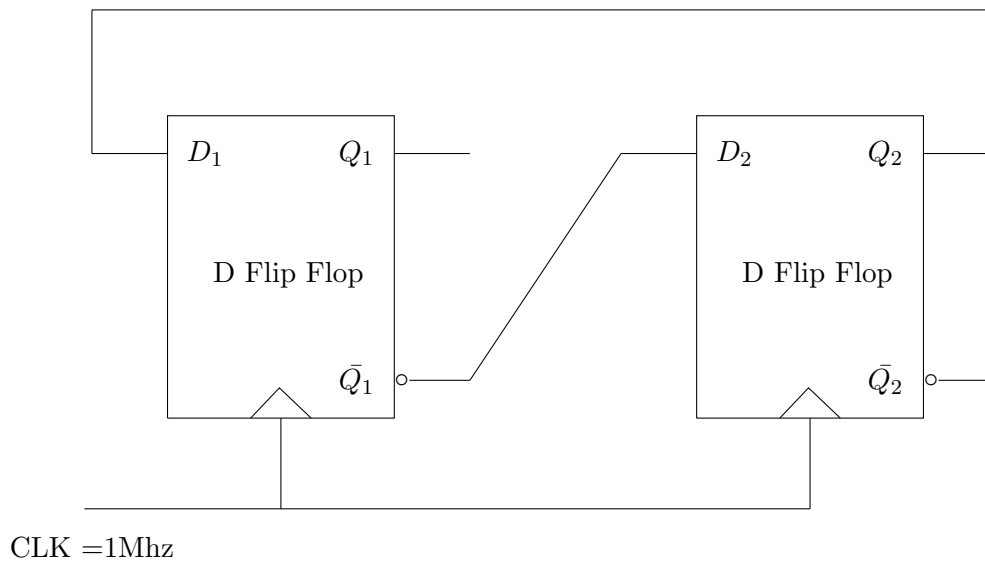 D₁ Q₁ D₂ Q₂
D Flip Flop D Flip Flop
Q̄₁ Q̄₂
CLK =1Mhz